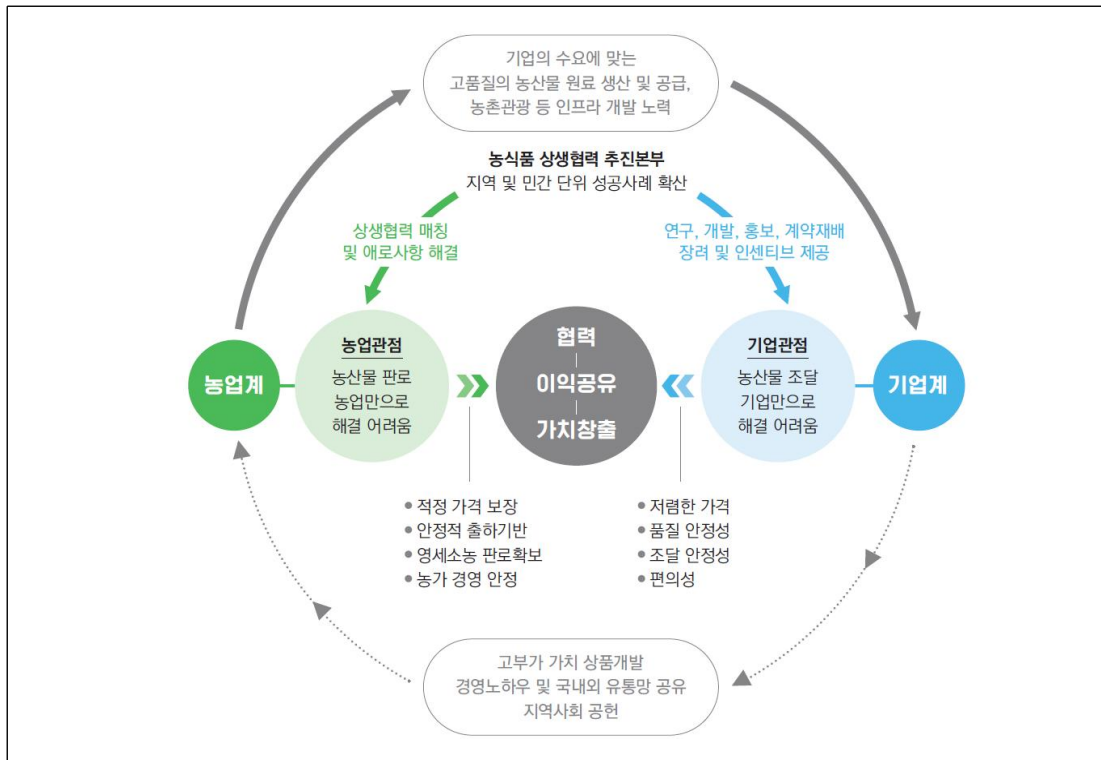 기업의 수요에 맞는
고품질의 농산물 원료 생산 및 공급,
농촌관광 등 인프라 개발 노력
농식품 상생협력 추진본부
지역 및 민간 단위 성공사례 확산
상생협력 매칭
및 애로사항 해결
연구, 개발, 홍보, 계약재배
장려 및 인센티브 제공
농업계
농업관점
농산물 판로
농업만으로
해결 어려움
협력
이익공유
가치창출
기업관점
농산물 조달
기업만으로
해결 어려움
기업계
● 적정 가격 보장
● 안정적 출하기반
● 영세소농 판로확보
● 농가 경영 안정
● 저렴한 가격
● 품질 안정성
● 조달 안정성
● 편의성
고부가 가치 상품개발
경영노하우 및 국내외 유통망 공유
지역사회 공헌